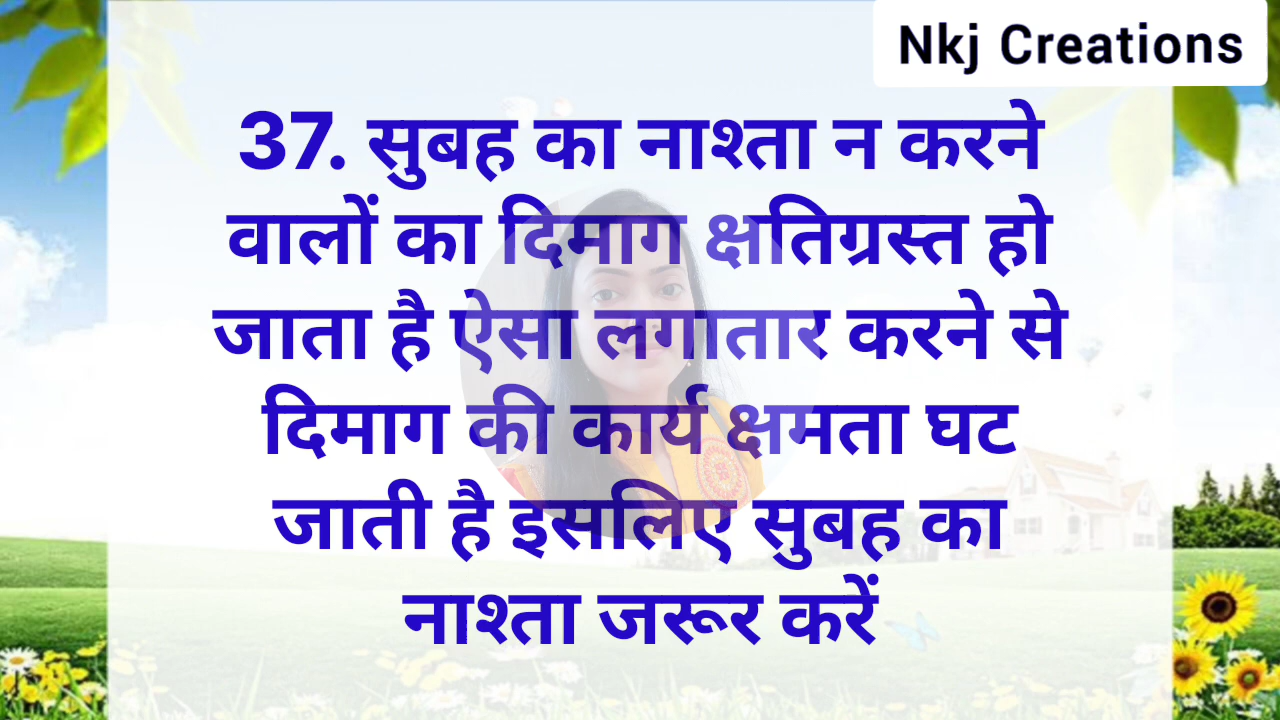 Nkj Creations
37. सुबह का नाश्ता न करने
वालों का दिमाग क्षतिग्रस्त हो
जाता है ऐसा लगातार करने से
दिमाग की कार्य क्षमता घट
जाती है इसलिए सुबह का
नाश्ता जरूर करें